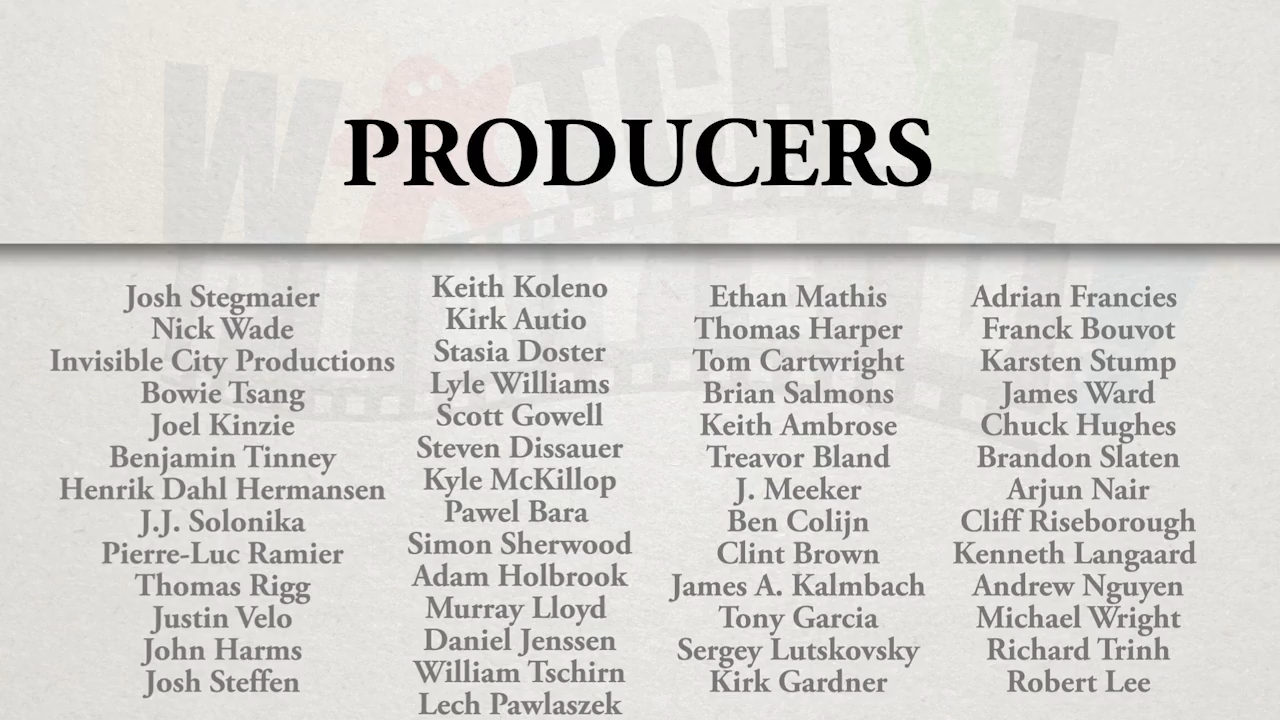 WATCH IT
PLAYED
PRODUCERS
Josh Stegmaier
Nick Wade
Invisible City Productions
Bowie Tsang
Joel Kinzie
Benjamin Tinney
Henrik Dahl Hermansen
J.J. Solonika
Pierre-Luc Ramier
Thomas Rigg
Justin Velo
John Harms
Josh Steffen
Keith Koleno
Kirk Autio
Stasia Doster
Lyle Williams
Scott Gowell
Steven Dissauer
Kyle McKillop
Pawel Bara
Simon Sherwood
Adam Holbrook
Murray Lloyd
Daniel Jenssen
William Tschirn
Lech Pawlaszek
Ethan Mathis
Thomas Harper
Tom Cartwright
Brian Salmons
Keith Ambrose
Treavor Bland
J. Meeker
Ben Colijn
Clint Brown
James A. Kalmbach
Tony Garcia
Sergey Lutskovsky
Kirk Gardner
Adrian Francies
Franck Bouvot
Karsten Stump
James Ward
Chuck Hughes
Brandon Slaten
Arjun Nair
Cliff Riseborough
Kenneth Langaard
Andrew Nguyen
Michael Wright
Richard Trinh
Robert Lee